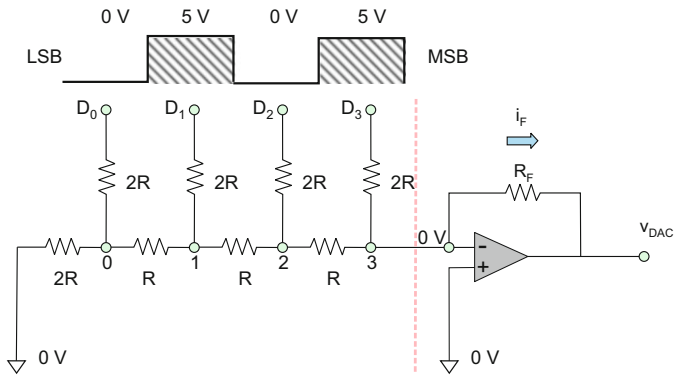 0 V 5 V 0 V 5 V
LSB MSB
D0 D1 D2 D3
iF
2R 2R 2R 2R
RF
vDAC
0 V
-
+
0 1 2 3
2R R R R
0 V 0 V